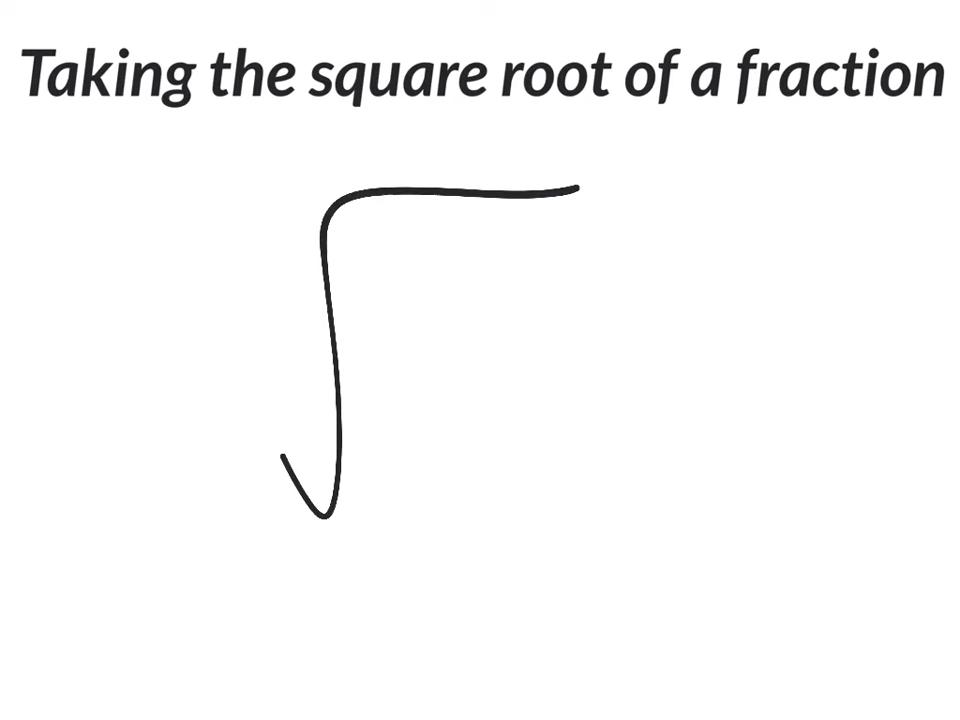 Taking the square root of a fraction
√